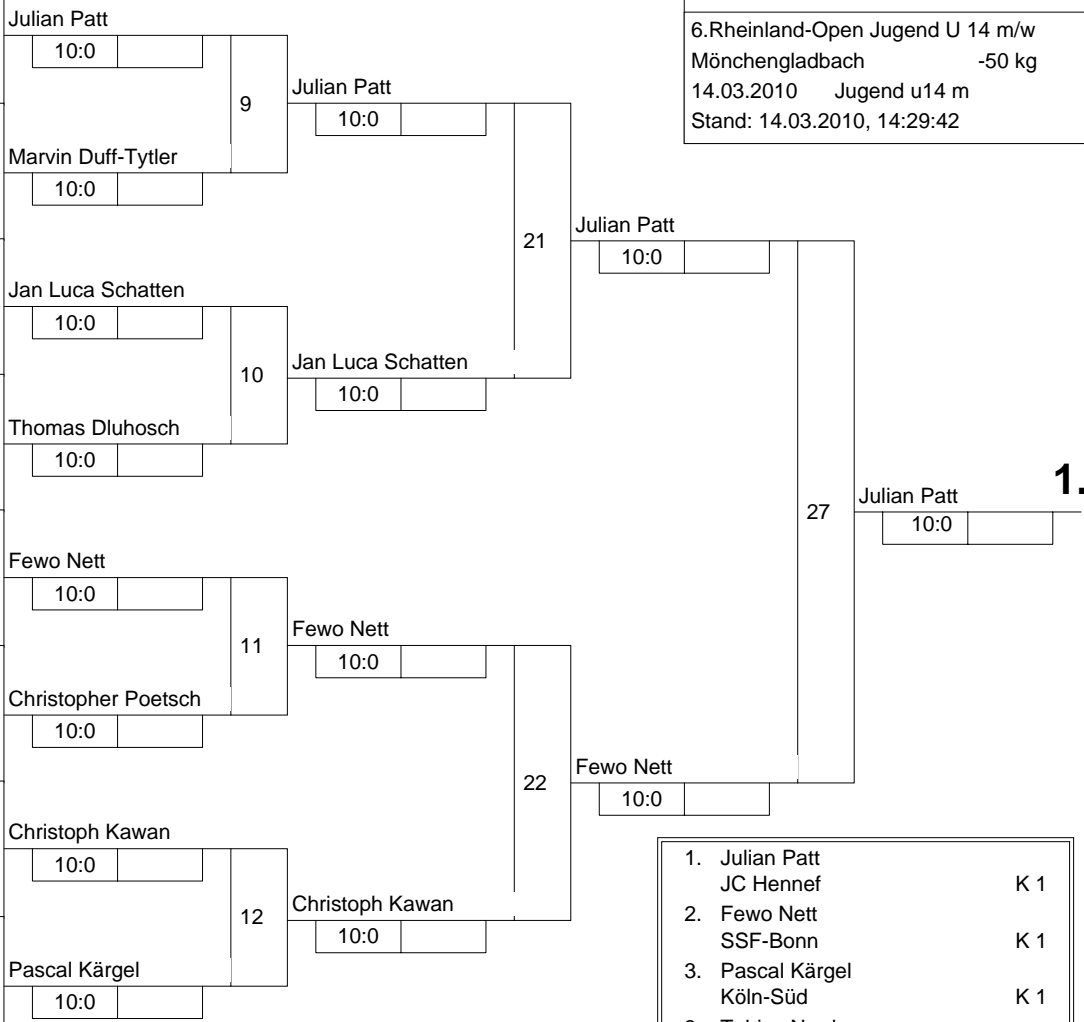 6.Rheinland-Open Jugend U 14 m/w
Mönchengladbach -50 kg
14.03.2010 Jugend u14 m
Stand: 14.03.2010, 14:29:42
Julian Patt
10:0
9
Julian Patt
10:0
Marvin Duff-Tytler
10:0
21
Julian Patt
10:0
Jan Luca Schatten
10:0
10
Jan Luca Schatten
10:0
Thomas Dluhosch
10:0
27
Julian Patt 1.
10:0
Fewo Nett
10:0
11
Fewo Nett
10:0
Christopher Poetsch
10:0
22
Fewo Nett
10:0
Christoph Kawan
10:0
12
Christoph Kawan
10:0
Pascal Kärgel
10:0
1. Julian Patt
JC Hennef K 1
2. Fewo Nett
SSF-Bonn K 1
3. Pascal Kärgel
Köln-Süd K 1